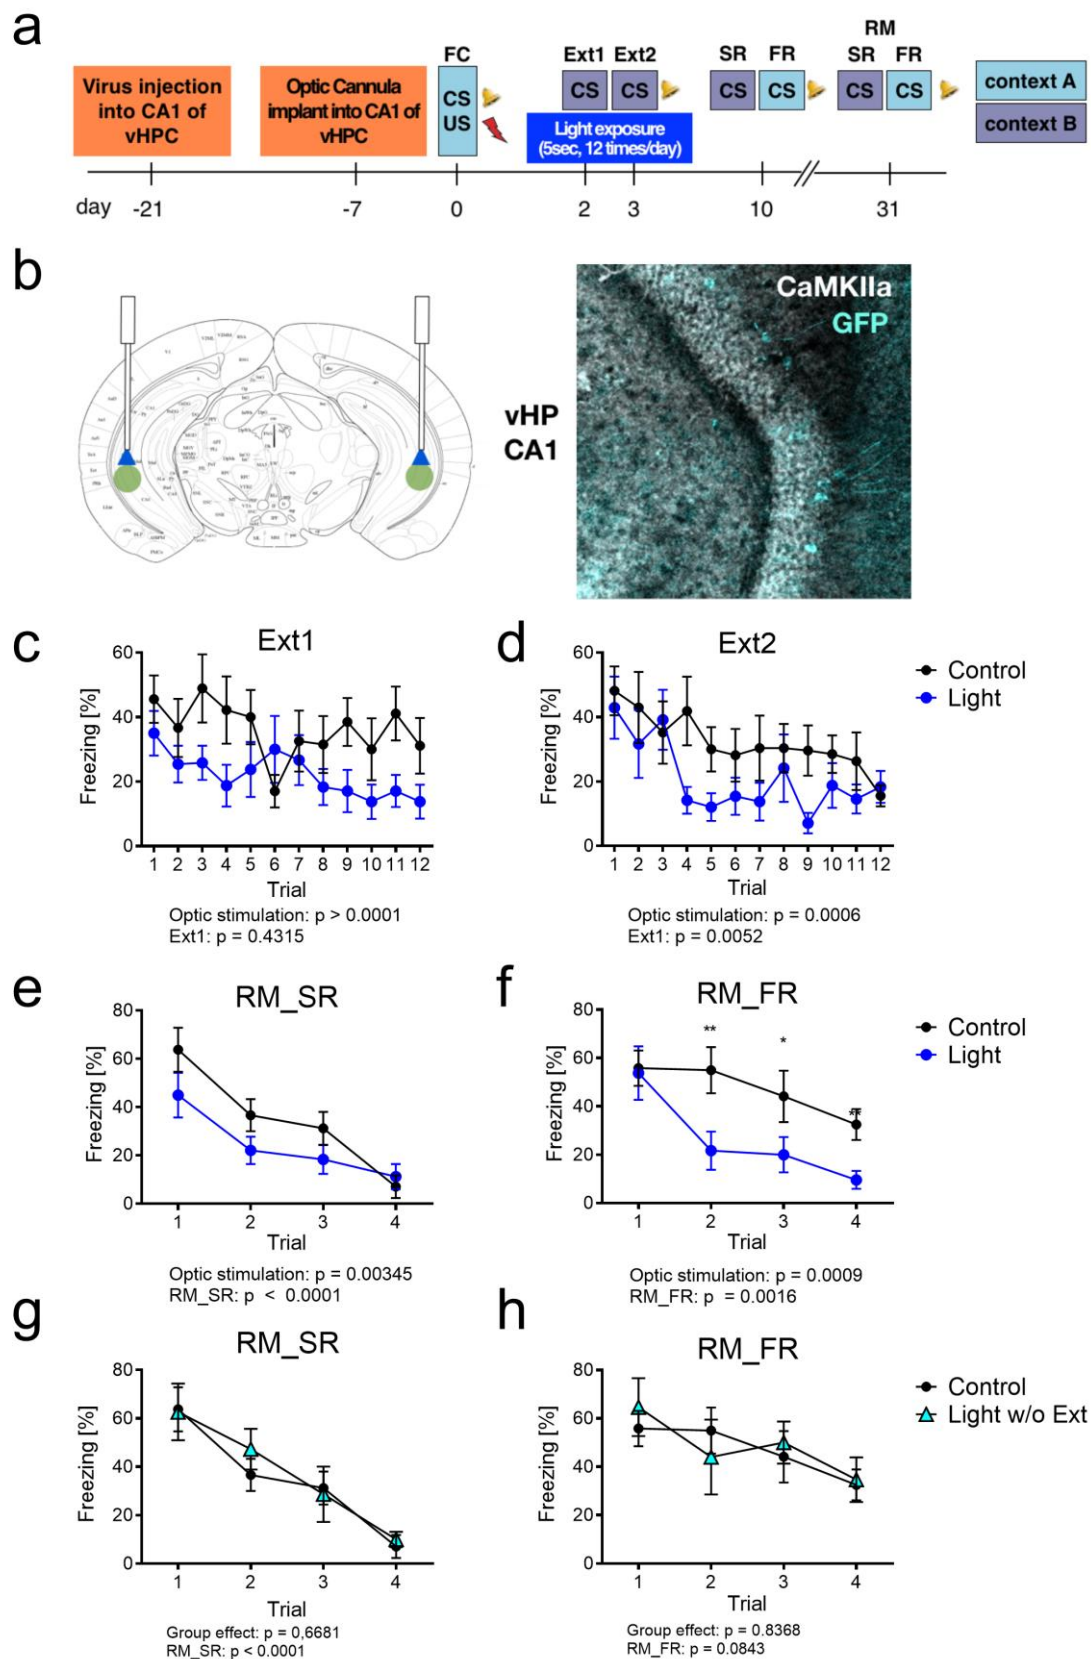 a
Virus injection
into CA1 of
vHPC
Optic Cannula
implant into CA1 of
vHPC
FC
CS
US
Ext1 Ext2
CS CS
Light exposure
(5sec, 12 times/day)
SR FR
CS CS
RM
SR FR
CS CS
context A
context B
day -21 -7 0 2 3 10 31
b
vHP
CA1
CaMKIIa
GFP
c
Ext1
Freezing [%]
60
40
20
0
1 2 3 4 5 6 7 8 9 10 11 12
Trial
Optic stimulation: p > 0.0001
Ext1: p = 0.4315
d
Ext2
Freezing [%]
60
40
20
0
1 2 3 4 5 6 7 8 9 10 11 12
Trial
Optic stimulation: p = 0.0006
Ext1: p = 0.0052
Control
Light
e
RM_SR
Freezing [%]
80
60
40
20
0
1 2 3 4
Trial
Optic stimulation: p = 0.00345
RM_SR: p < 0.0001
f
RM_FR
Freezing [%]
80
60
40
20
0
** * **
1 2 3 4
Trial
Optic stimulation: p = 0.0009
RM_FR: p = 0.0016
Control
Light
g
RM_SR
Freezing [%]
80
60
40
20
0
1 2 3 4
Trial
Group effect: p = 0,6681
RM_SR: p < 0.0001
h
RM_FR
Freezing [%]
80
60
40
20
0
1 2 3 4
Trial
Group effect: p = 0.8368
RM_FR: p = 0.0843
Control
Light w/o Ext